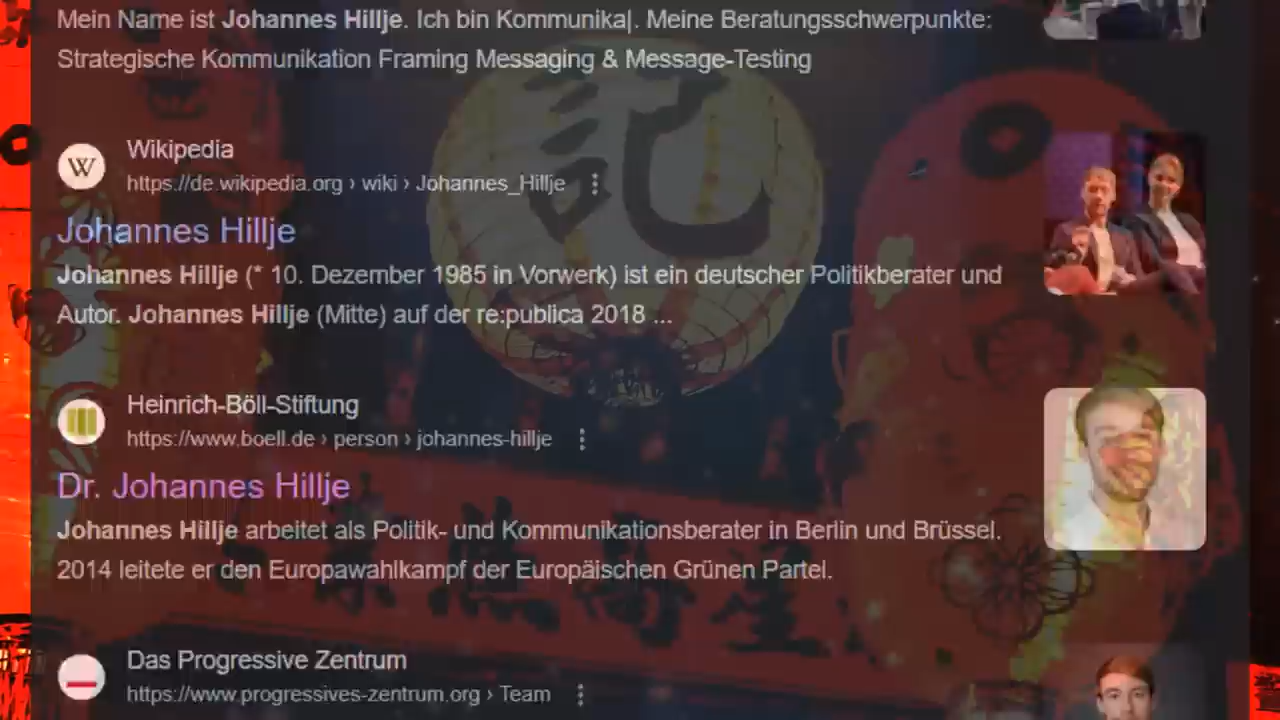 Mein Name ist Johannes Hillje. Ich bin Kommunika|. Meine Beratungsschwerpunkte:
Strategische Kommunikation Framing Messaging & Message-Testing
記
Wikipedia
https://de.wikipedia.org › wiki › Johannes_Hillje
Johannes Hillje
Johannes Hillje (* 10. Dezember 1985 in Vorwerk) ist ein deutscher Politikberater und
Autor. Johannes Hillje (Mitte) auf der re:publica 2018 ...
Heinrich-Böll-Stiftung
https://www.boell.de › person › johannes-hillje
Dr. Johannes Hillje
Johannes Hillje arbeitet als Politik- und Kommunikationsberater in Berlin und Brüssel.
2014 leitete er den Europawahlkampf der Europäischen Grünen Partei.
Das Progressive Zentrum
https://www.progressives-zentrum.org › Team